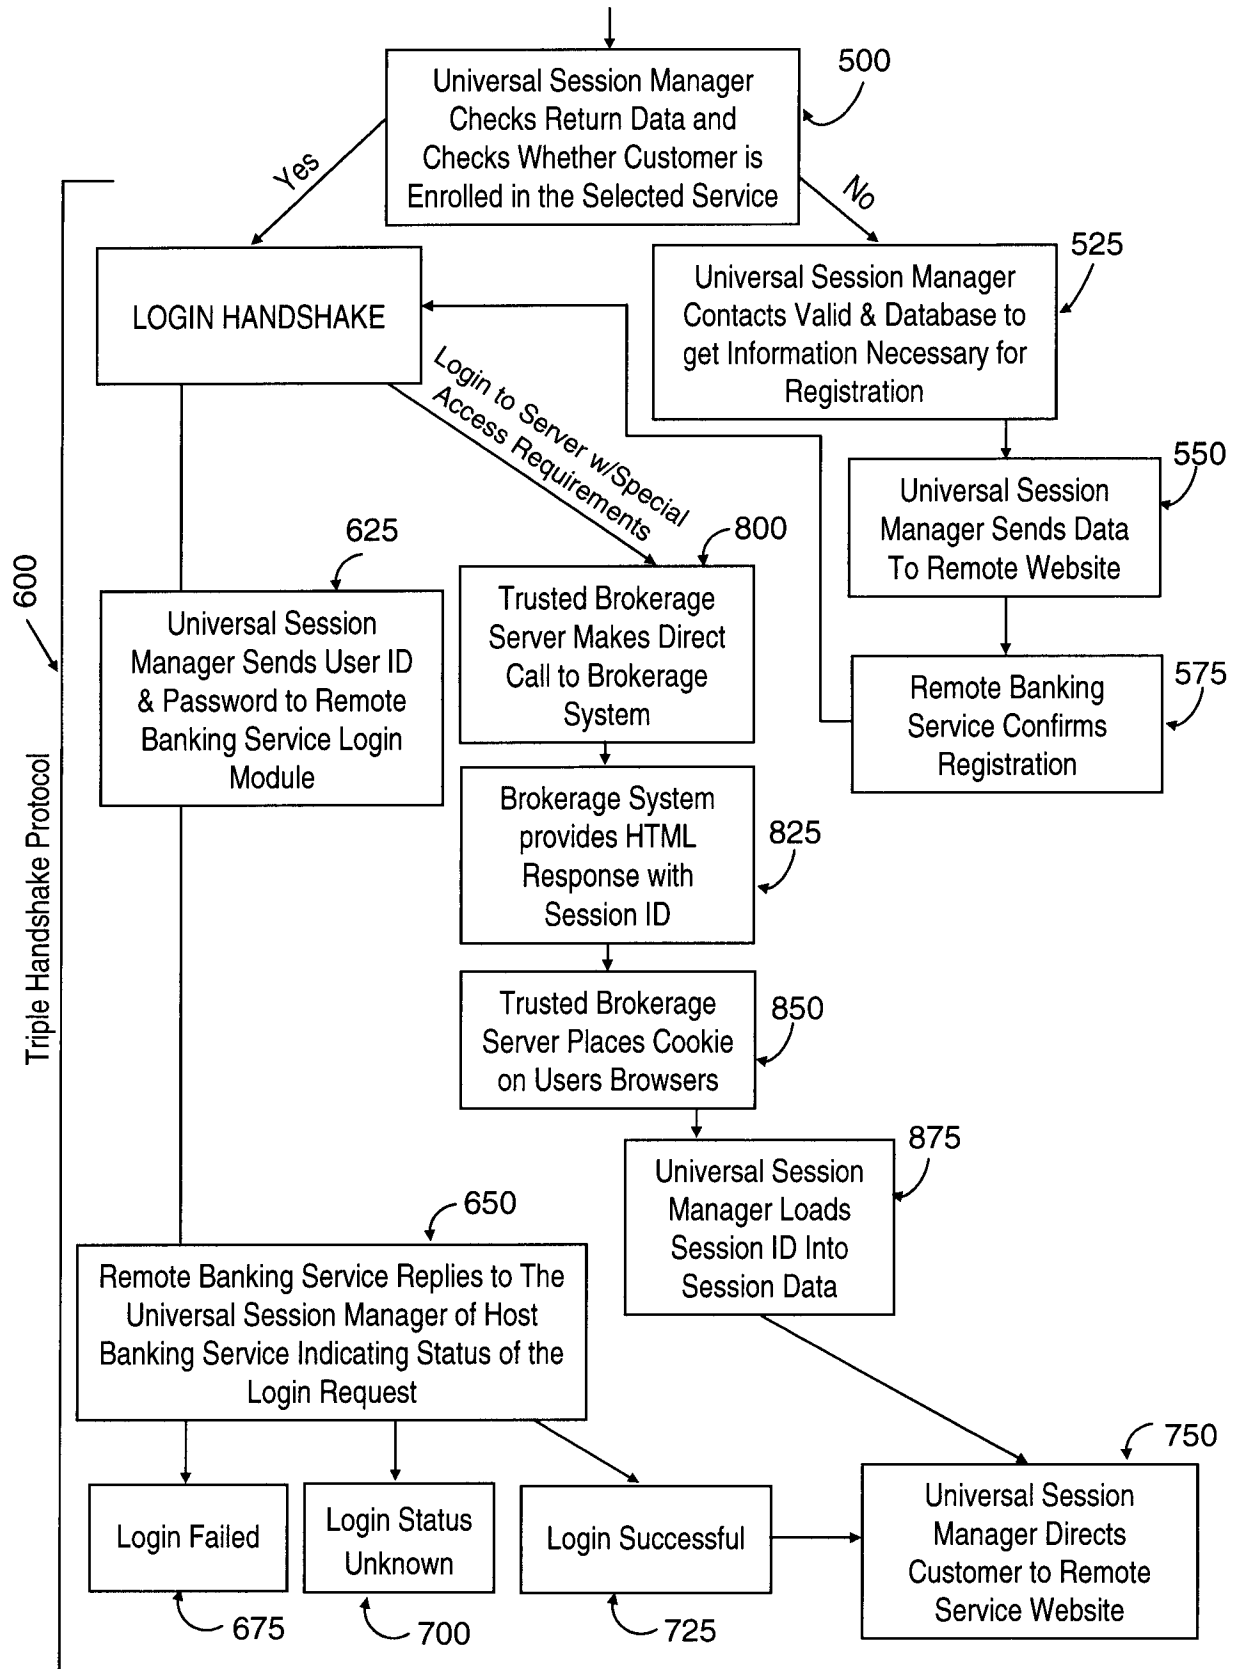 500
Universal Session Manager
Checks Return Data and
Checks Whether Customer is
Enrolled in the Selected Service
Yes
No
LOGIN HANDSHAKE
525
Universal Session Manager
Contacts Valid & Database to
get Information Necessary for
Registration
Login to Server w/Special
Access Requirements
550
Universal Session
Manager Sends Data
To Remote Website
575
Remote Banking
Service Confirms
Registration
600
Triple Handshake Protocol
625
Universal Session
Manager Sends User ID
& Password to Remote
Banking Service Login
Module
800
Trusted Brokerage
Server Makes Direct
Call to Brokerage
System
825
Brokerage System
provides HTML
Response with
Session ID
850
Trusted Brokerage
Server Places Cookie
on Users Browsers
875
Universal Session
Manager Loads
Session ID Into
Session Data
650
Remote Banking Service Replies to The
Universal Session Manager of Host
Banking Service Indicating Status of the
Login Request
Login Failed
675
Login Status
Unknown
700
Login Successful
725
750
Universal Session
Manager Directs
Customer to Remote
Service Website